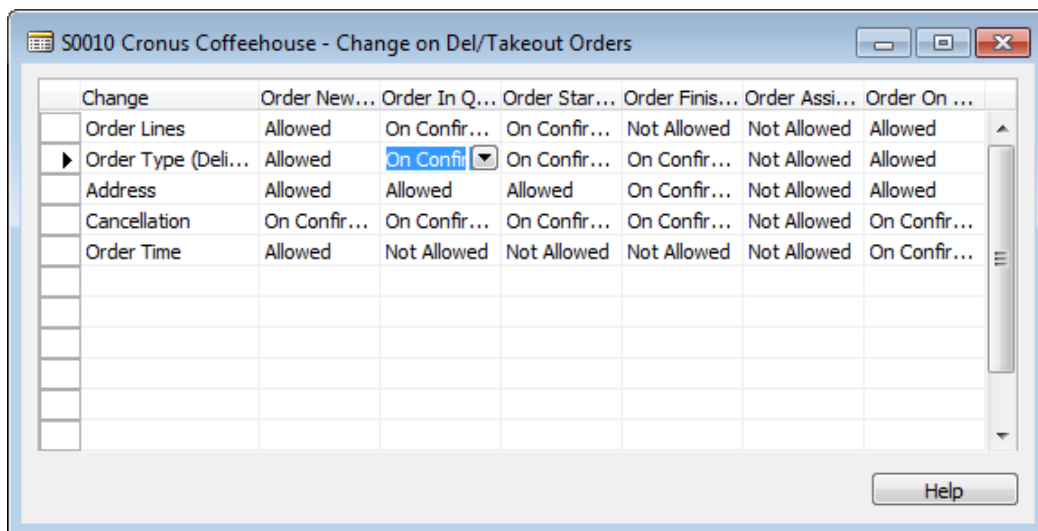 S0010 Cronus Coffeehouse - Change on Del/Takeout Orders
Change Order New... Order In Q... Order Star... Order Finis... Order Assi... Order On ...
Order Lines Allowed On Confir... On Confir... Not Allowed Not Allowed Allowed
Order Type (Deli... Allowed On Confir On Confir... On Confir... Not Allowed Allowed
Address Allowed Allowed Allowed On Confir... Not Allowed Allowed
Cancellation On Confir... On Confir... On Confir... On Confir... Not Allowed On Confir...
Order Time Allowed Not Allowed Not Allowed Not Allowed Not Allowed On Confir...
Help